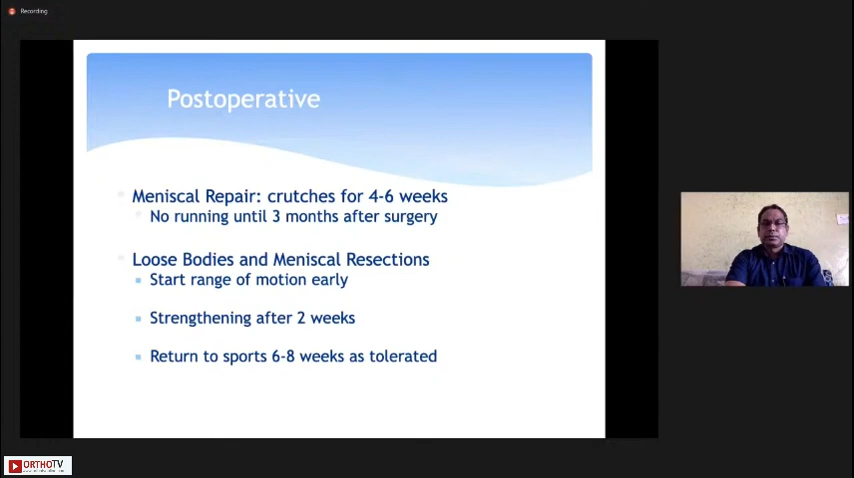 Recording
Postoperative
Meniscal Repair: crutches for 4-6 weeks
No running until 3 months after surgery
Loose Bodies and Meniscal Resections
Start range of motion early
Strengthening after 2 weeks
Return to sports 6-8 weeks as tolerated
ORTHOTV